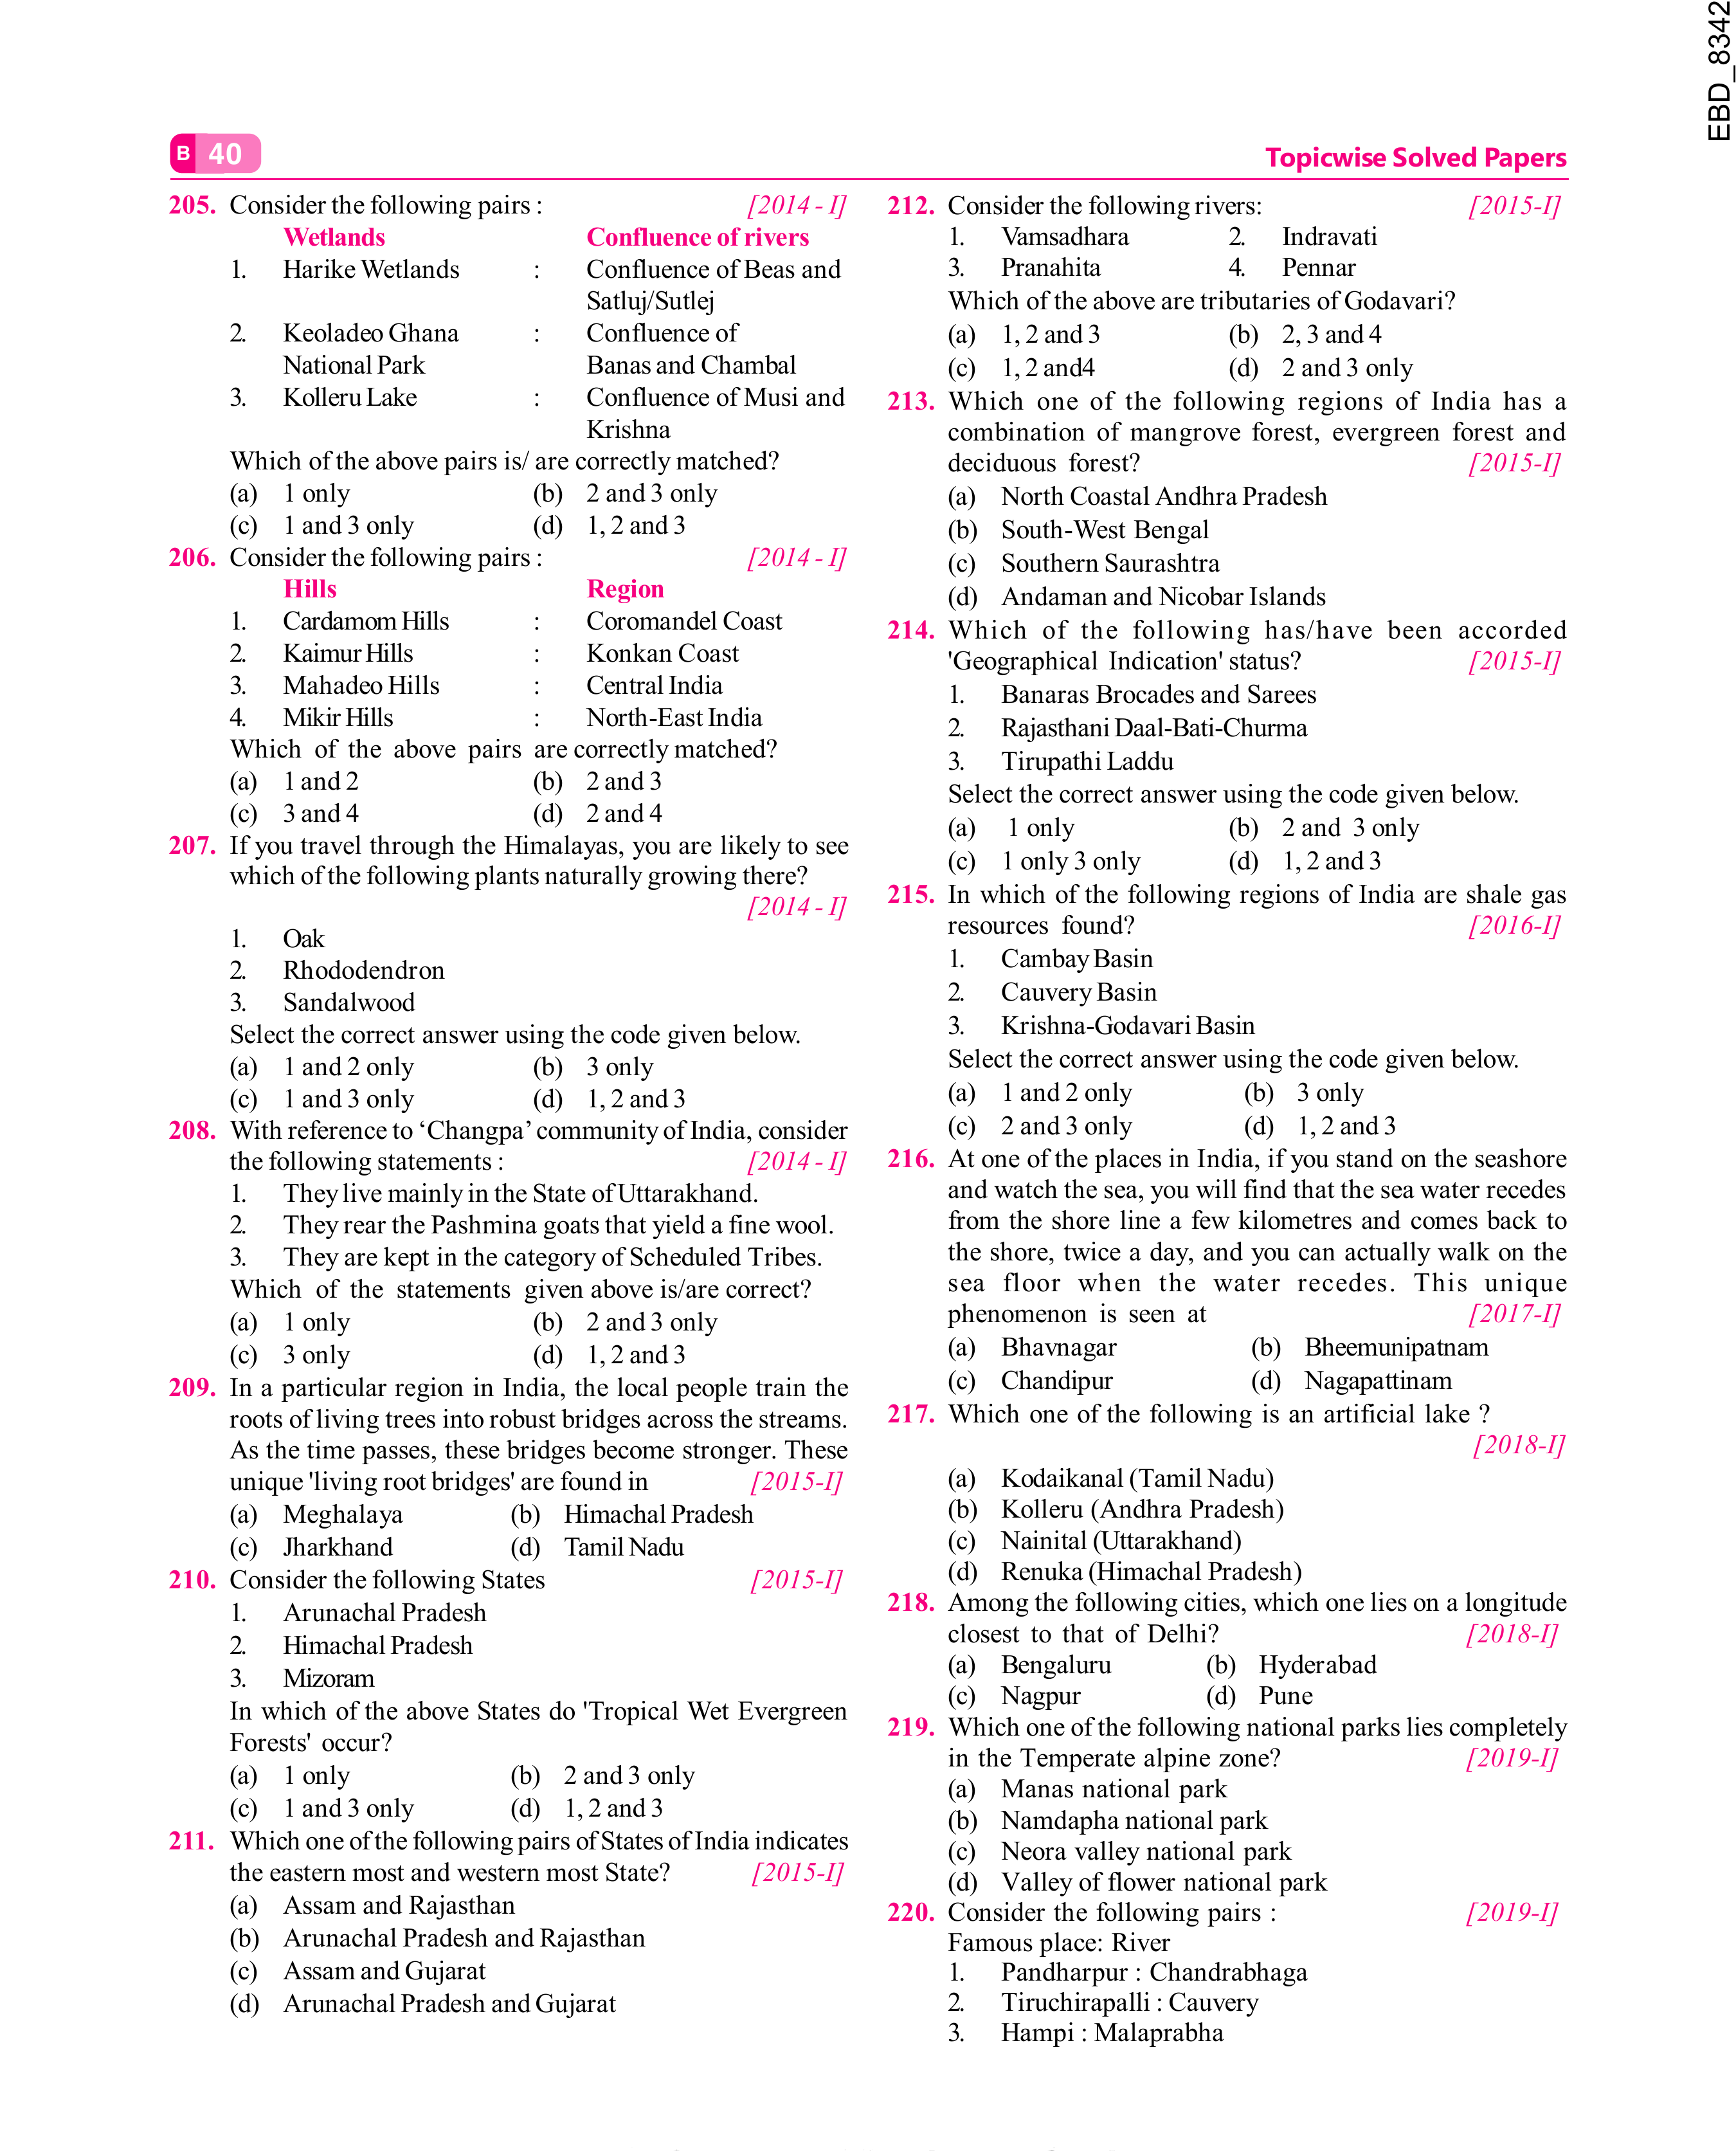 EBD_8342
B 40
Topicwise Solved Papers
205. Consider the following pairs : [2014 - I]
Wetlands Confluence of rivers
1. Harike Wetlands : Confluence of Beas and
Satluj/Sutlej
2. Keoladeo Ghana : Confluence of
National Park Banas and Chambal
3. Kolleru Lake : Confluence of Musi and
Krishna
Which of the above pairs is/ are correctly matched?
(a) 1 only (b) 2 and 3 only
(c) 1 and 3 only (d) 1, 2 and 3
206. Consider the following pairs : [2014 - I]
Hills Region
1. Cardamom Hills : Coromandel Coast
2. Kaimur Hills : Konkan Coast
3. Mahadeo Hills : Central India
4. Mikir Hills : North-East India
Which of the above pairs are correctly matched?
(a) 1 and 2 (b) 2 and 3
(c) 3 and 4 (d) 2 and 4
207. If you travel through the Himalayas, you are likely to see
which of the following plants naturally growing there?
[2014 - I]
1. Oak
2. Rhododendron
3. Sandalwood
Select the correct answer using the code given below.
(a) 1 and 2 only (b) 3 only
(c) 1 and 3 only (d) 1, 2 and 3
208. With reference to ‘Changpa’ community of India, consider
the following statements : [2014 - I]
1. They live mainly in the State of Uttarakhand.
2. They rear the Pashmina goats that yield a fine wool.
3. They are kept in the category of Scheduled Tribes.
Which of the statements given above is/are correct?
(a) 1 only (b) 2 and 3 only
(c) 3 only (d) 1, 2 and 3
209. In a particular region in India, the local people train the
roots of living trees into robust bridges across the streams.
As the time passes, these bridges become stronger. These
unique 'living root bridges' are found in [2015-I]
(a) Meghalaya (b) Himachal Pradesh
(c) Jharkhand (d) Tamil Nadu
210. Consider the following States [2015-I]
1. Arunachal Pradesh
2. Himachal Pradesh
3. Mizoram
In which of the above States do 'Tropical Wet Evergreen
Forests' occur?
(a) 1 only (b) 2 and 3 only
(c) 1 and 3 only (d) 1, 2 and 3
211. Which one of the following pairs of States of India indicates
the eastern most and western most State? [2015-I]
(a) Assam and Rajasthan
(b) Arunachal Pradesh and Rajasthan
(c) Assam and Gujarat
(d) Arunachal Pradesh and Gujarat
212. Consider the following rivers: [2015-I]
1. Vamsadhara 2. Indravati
3. Pranahita 4. Pennar
Which of the above are tributaries of Godavari?
(a) 1, 2 and 3 (b) 2, 3 and 4
(c) 1, 2 and4 (d) 2 and 3 only
213. Which one of the following regions of India has a
combination of mangrove forest, evergreen forest and
deciduous forest? [2015-I]
(a) North Coastal Andhra Pradesh
(b) South-West Bengal
(c) Southern Saurashtra
(d) Andaman and Nicobar Islands
214. Which of the following has/have been accorded
'Geographical Indication' status? [2015-I]
1. Banaras Brocades and Sarees
2. Rajasthani Daal-Bati-Churma
3. Tirupathi Laddu
Select the correct answer using the code given below.
(a) 1 only (b) 2 and 3 only
(c) 1 only 3 only (d) 1, 2 and 3
215. In which of the following regions of India are shale gas
resources found? [2016-I]
1. Cambay Basin
2. Cauvery Basin
3. Krishna-Godavari Basin
Select the correct answer using the code given below.
(a) 1 and 2 only (b) 3 only
(c) 2 and 3 only (d) 1, 2 and 3
216. At one of the places in India, if you stand on the seashore
and watch the sea, you will find that the sea water recedes
from the shore line a few kilometres and comes back to
the shore, twice a day, and you can actually walk on the
sea floor when the water recedes. This unique
phenomenon is seen at [2017-I]
(a) Bhavnagar (b) Bheemunipatnam
(c) Chandipur (d) Nagapattinam
217. Which one of the following is an artificial lake ?
[2018-I]
(a) Kodaikanal (Tamil Nadu)
(b) Kolleru (Andhra Pradesh)
(c) Nainital (Uttarakhand)
(d) Renuka (Himachal Pradesh)
218. Among the following cities, which one lies on a longitude
closest to that of Delhi? [2018-I]
(a) Bengaluru (b) Hyderabad
(c) Nagpur (d) Pune
219. Which one of the following national parks lies completely
in the Temperate alpine zone? [2019-I]
(a) Manas national park
(b) Namdapha national park
(c) Neora valley national park
(d) Valley of flower national park
220. Consider the following pairs : [2019-I]
Famous place: River
1. Pandharpur : Chandrabhaga
2. Tiruchirapalli : Cauvery
3. Hampi : Malaprabha